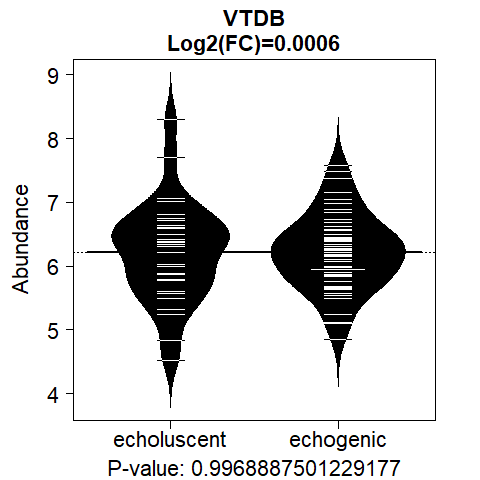 VTDB
Log2(FC)=0.0006
Abundance
9
8
7
6
5
4
echoluscent echogenic
P-value: 0.9968887501229177